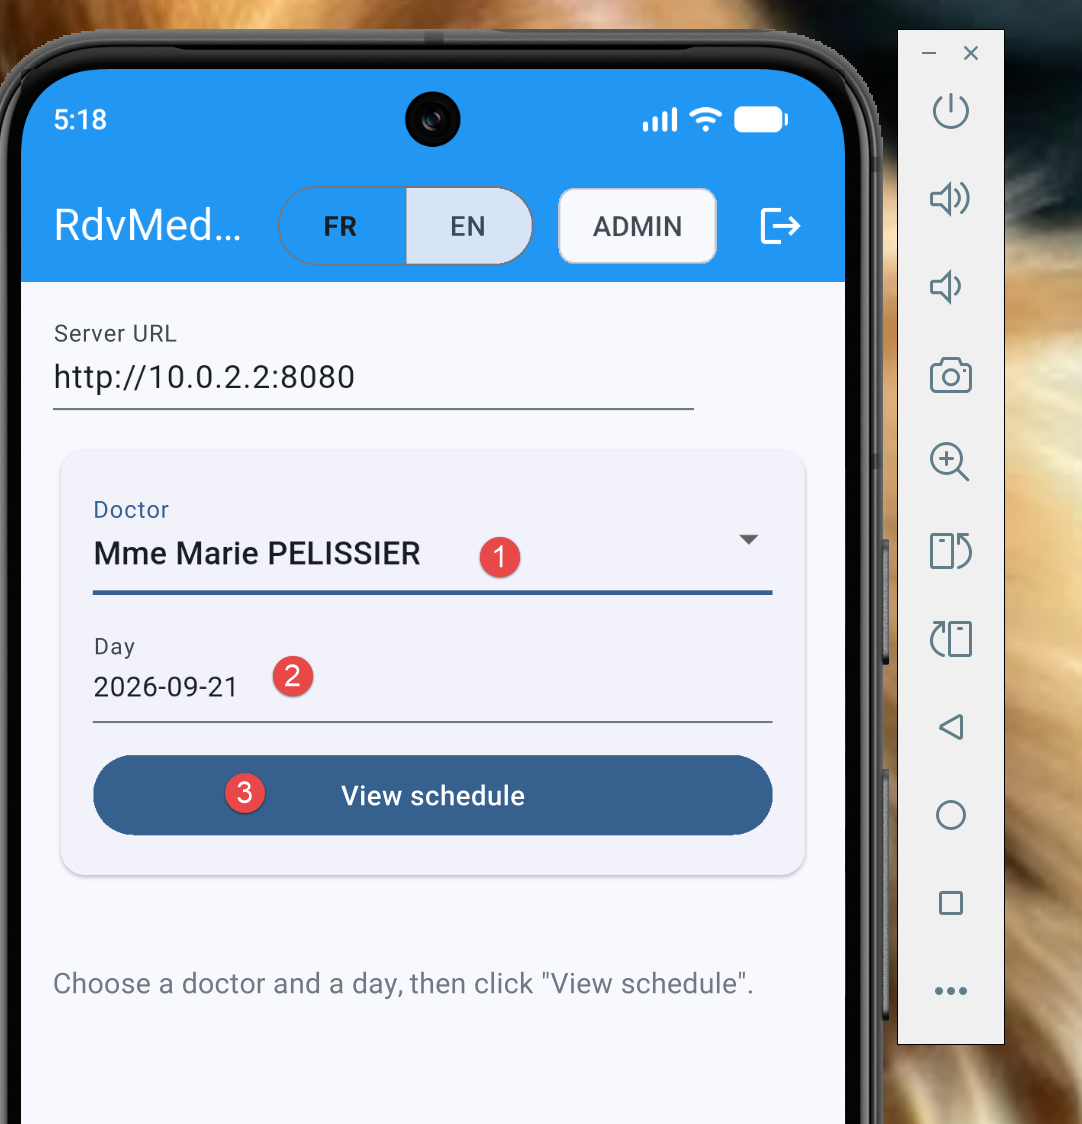 5:18
RdvMed...
FR
EN
ADMIN
Server URL
http://10.0.2.2:8080
Doctor
Mme Marie PELISSIER
1
Day
2026-09-21
2
3
View schedule
Choose a doctor and a day, then click "View schedule".